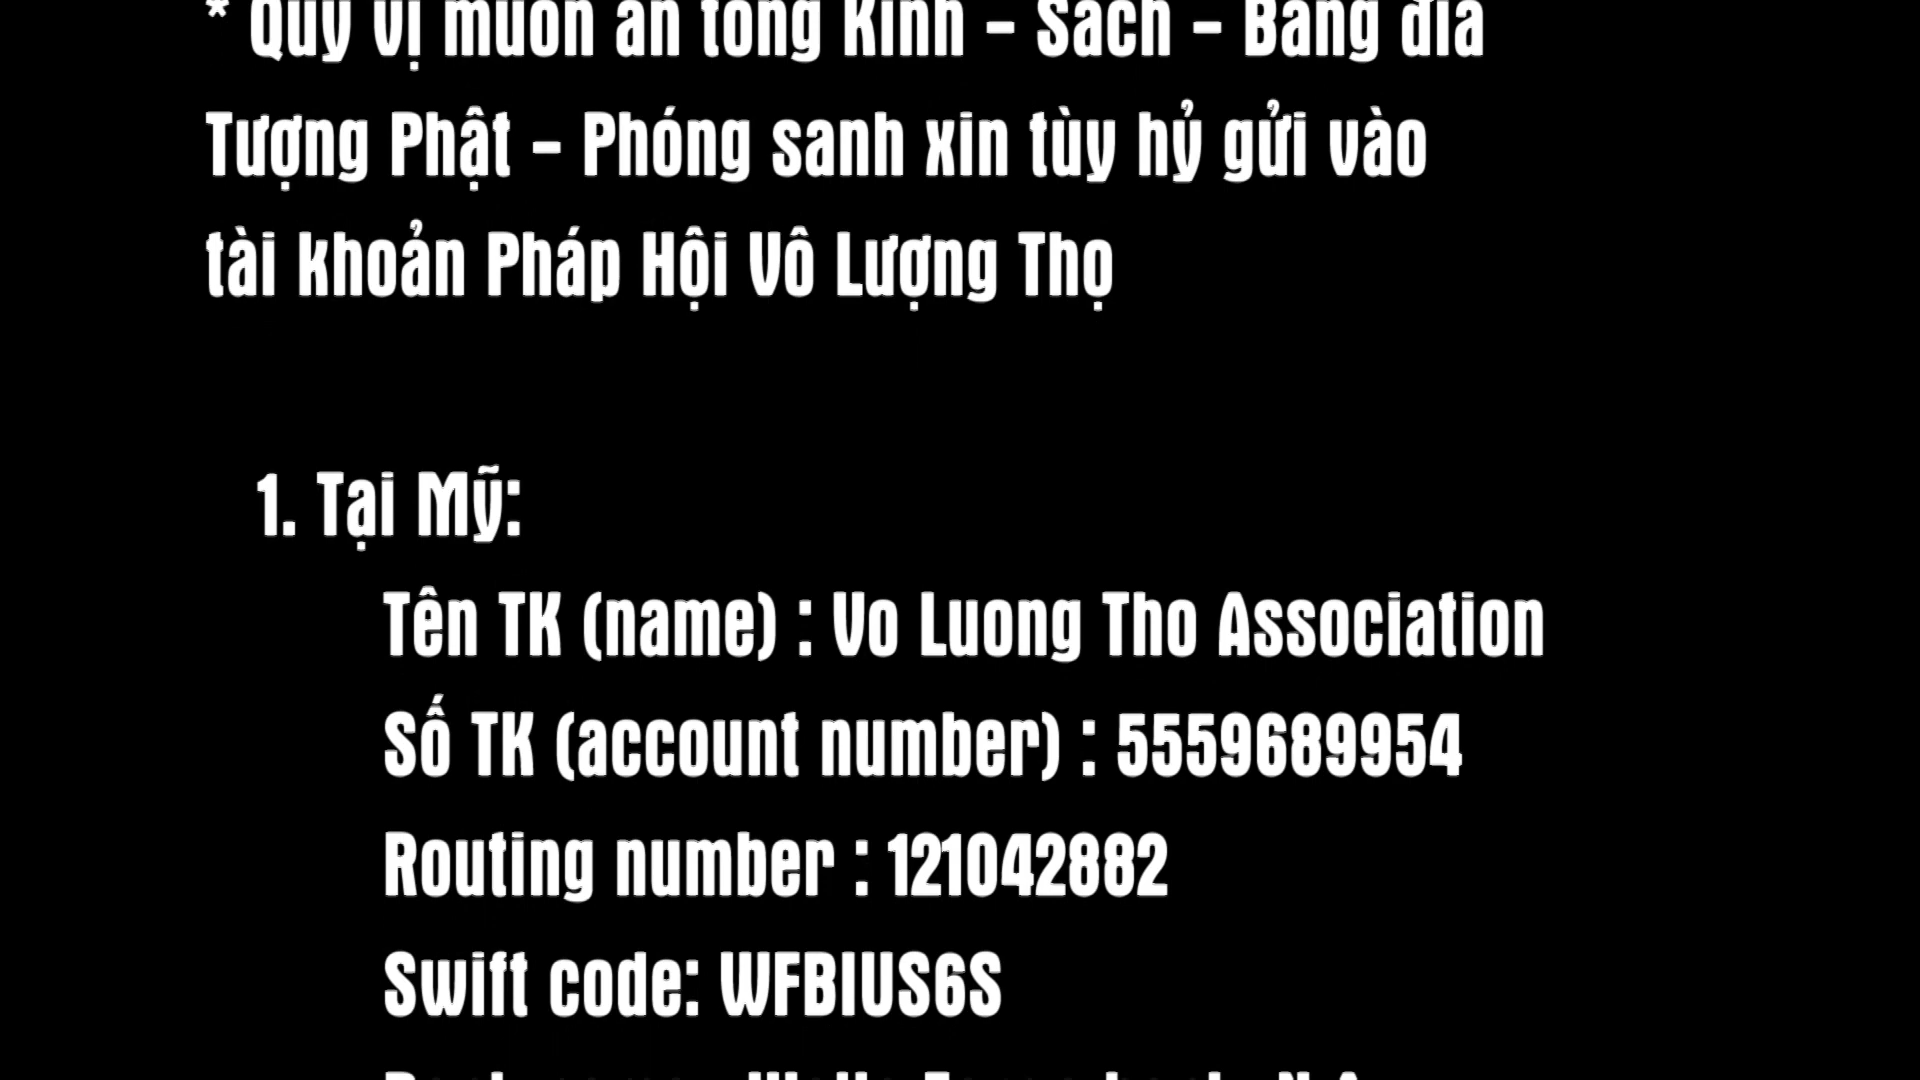 * Quý vị muốn ấn tống Kinh – Sách – Băng đĩa
Tượng Phật – Phóng sanh xin tùy hỷ gửi vào
tài khoản Pháp Hội Vô Lượng Thọ
1. Tại Mỹ:
Tên TK (name) : Vo Luong Tho Association
Số TK (account number) : 5559689954
Routing number : 121042882
Swift code: WFBIUS6S